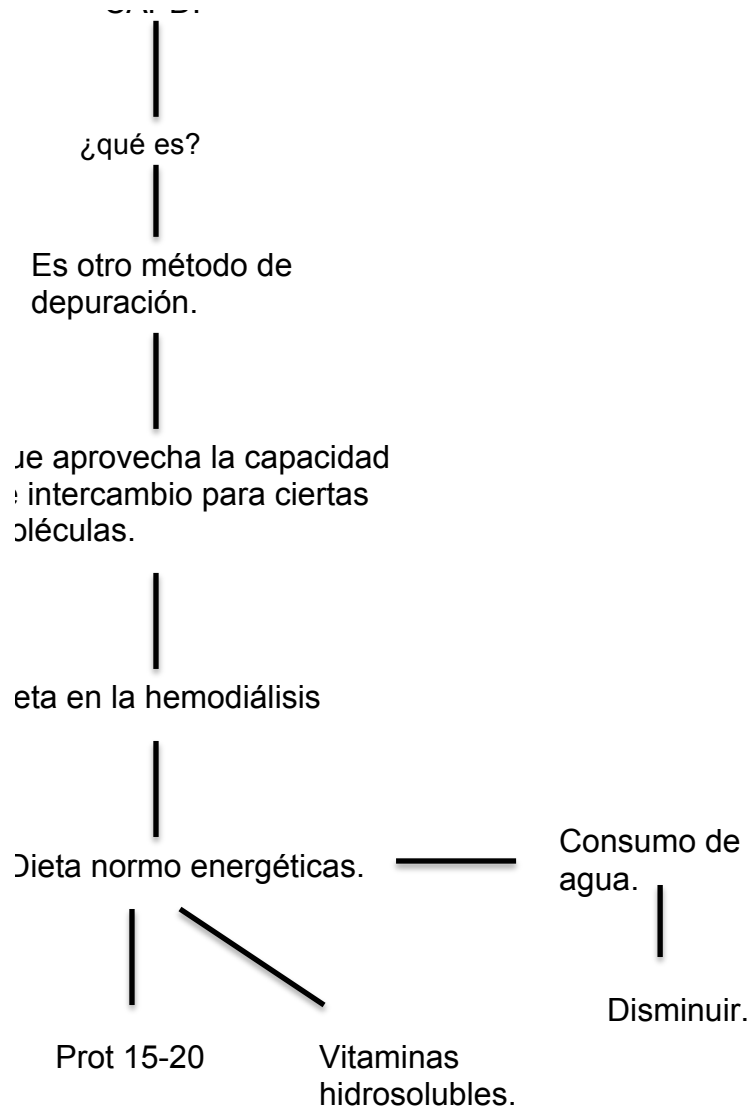 ¿qué es?
Es otro método de
depuración.
aprovecha la capacidad
intercambio para ciertas
eta en la hemodiálisis
Dieta normo energéticas.
Consumo de
agua.
Disminuir.
Prot 15-20
Vitaminas
hidrosolubles.